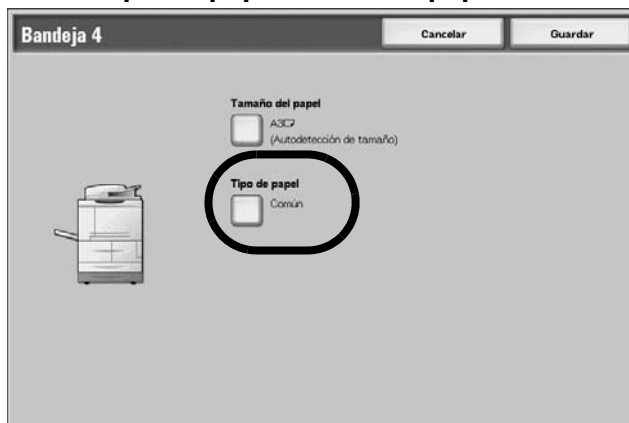 Bandeja 4
Cancelar
Guardar
Tamaño del papel
A3
(Autodetección de tamaño)
Tipo de papel
Común